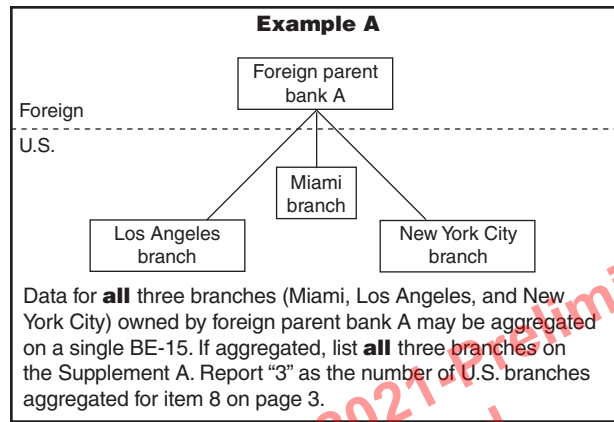 Example A
Foreign parent
bank A
Foreign
U.S.
Miami
branch
Los Angeles
branch
New York City
branch
Data for all three branches (Miami, Los Angeles, and New
York City) owned by foreign parent bank A may be aggregated
on a single BE-15. If aggregated, list all three branches on
the Supplement A. Report “3” as the number of U.S. branches
aggregated for item 8 on page 3.
2021-Prelimi